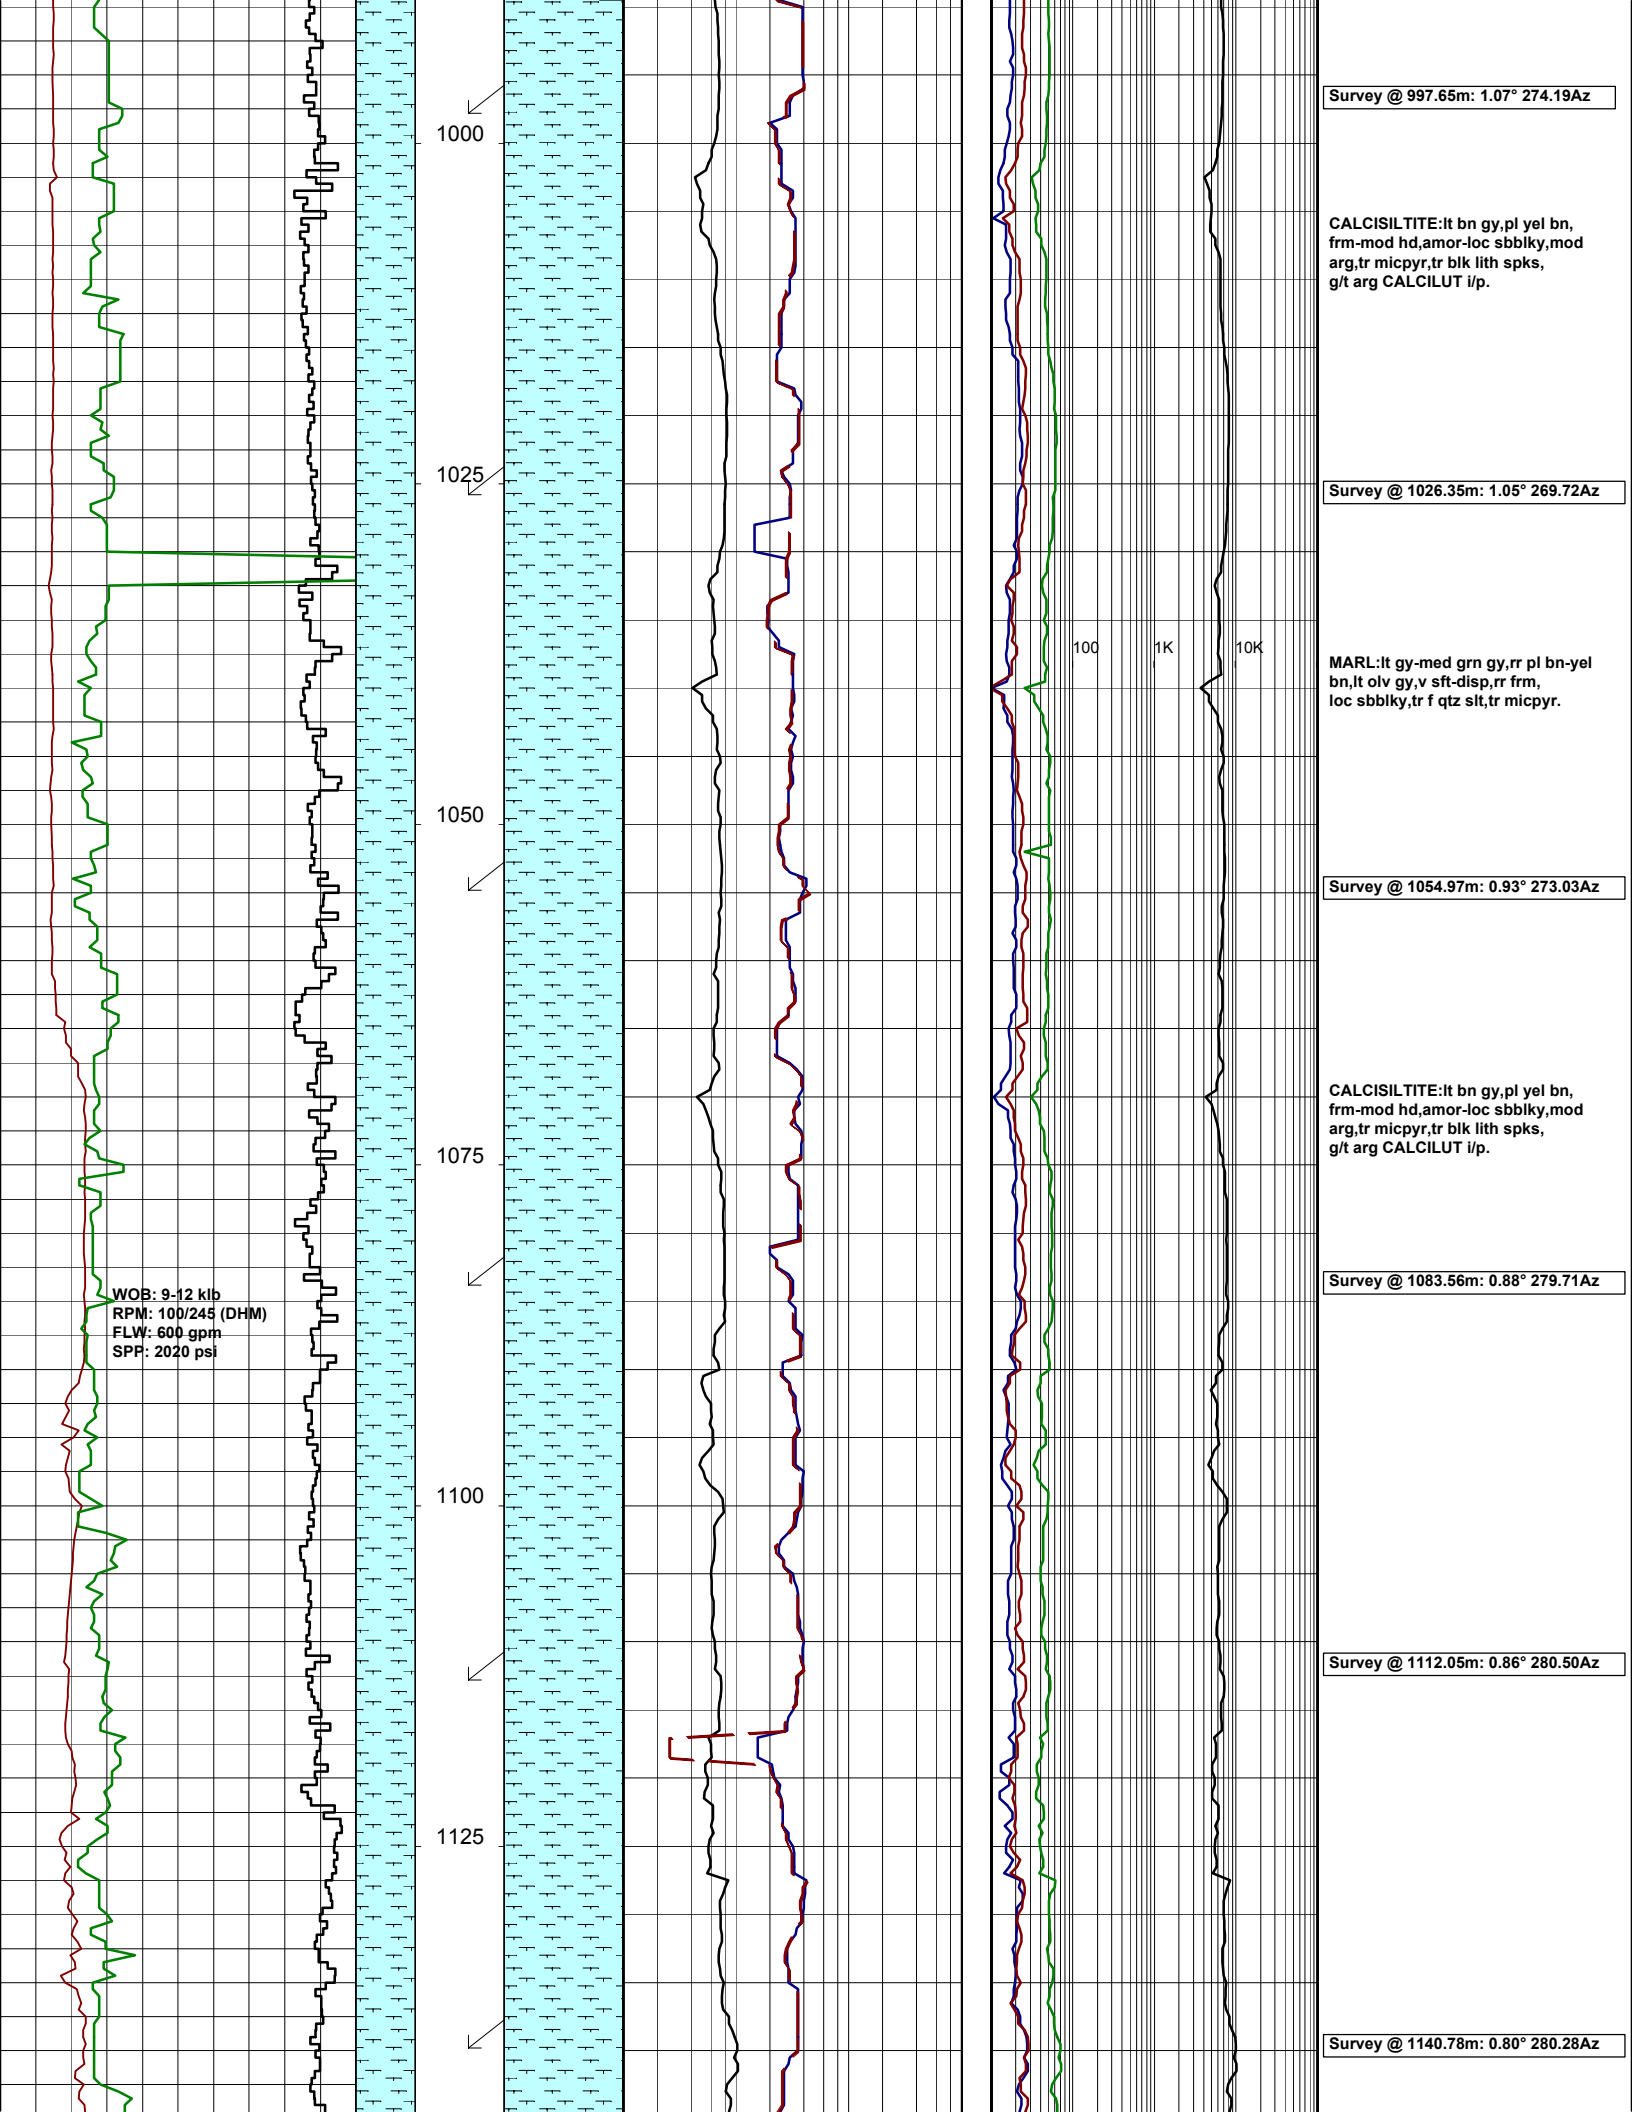 Survey @ 997.65m: 1.07° 274.19Az
1000
CALCISILTITE:lt bn gy,pl yel bn,
frm-mod hd,amor-loc sbblky,mod
arg,tr micpyr,tr blk lith spks,
g/t arg CALCILUT i/p.
1025
Survey @ 1026.35m: 1.05° 269.72Az
100
1K
10K
MARL:lt gy-med grn gy,rr pl bn-yel
bn,lt olv gy,v sft-disp,rr frm,
loc sbblky,tr f qtz slt,tr micpyr.
1050
Survey @ 1054.97m: 0.93° 273.03Az
CALCISILTITE:lt bn gy,pl yel bn,
frm-mod hd,amor-loc sbblky,mod
arg,tr micpyr,tr blk lith spks,
g/t arg CALCILUT i/p.
1075
Survey @ 1083.56m: 0.88° 279.71Az
WOB: 9-12 klb
RPM: 100/245 (DHM)
FLW: 600 gpm
SPP: 2020 psi
1100
Survey @ 1112.05m: 0.86° 280.50Az
1125
Survey @ 1140.78m: 0.80° 280.28Az